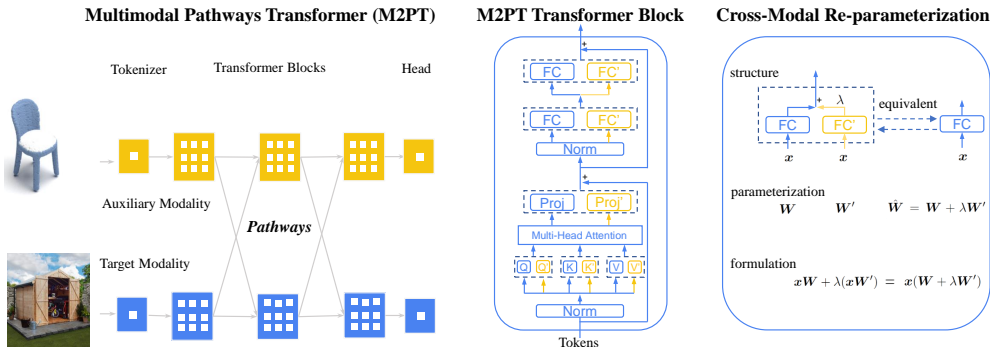 Multimodal Pathways Transformer (M2PT)
Tokenizer
Transformer Blocks
Head
Auxiliary Modality
Pathways
Target Modality
M2PT Transformer Block
+
FC
FC'
FC
FC'
Norm
+
Proj
Proj'
Multi-Head Attention
Q
Q'
K
K'
V
V'
Norm
Tokens
Cross-Modal Re-parameterization
structure
+
λ
equivalent
FC
FC'
FC
x
x
x
parameterization
W
W'
Ŵ = W + λW'
formulation
xW + λ(xW') = x(W + λW')